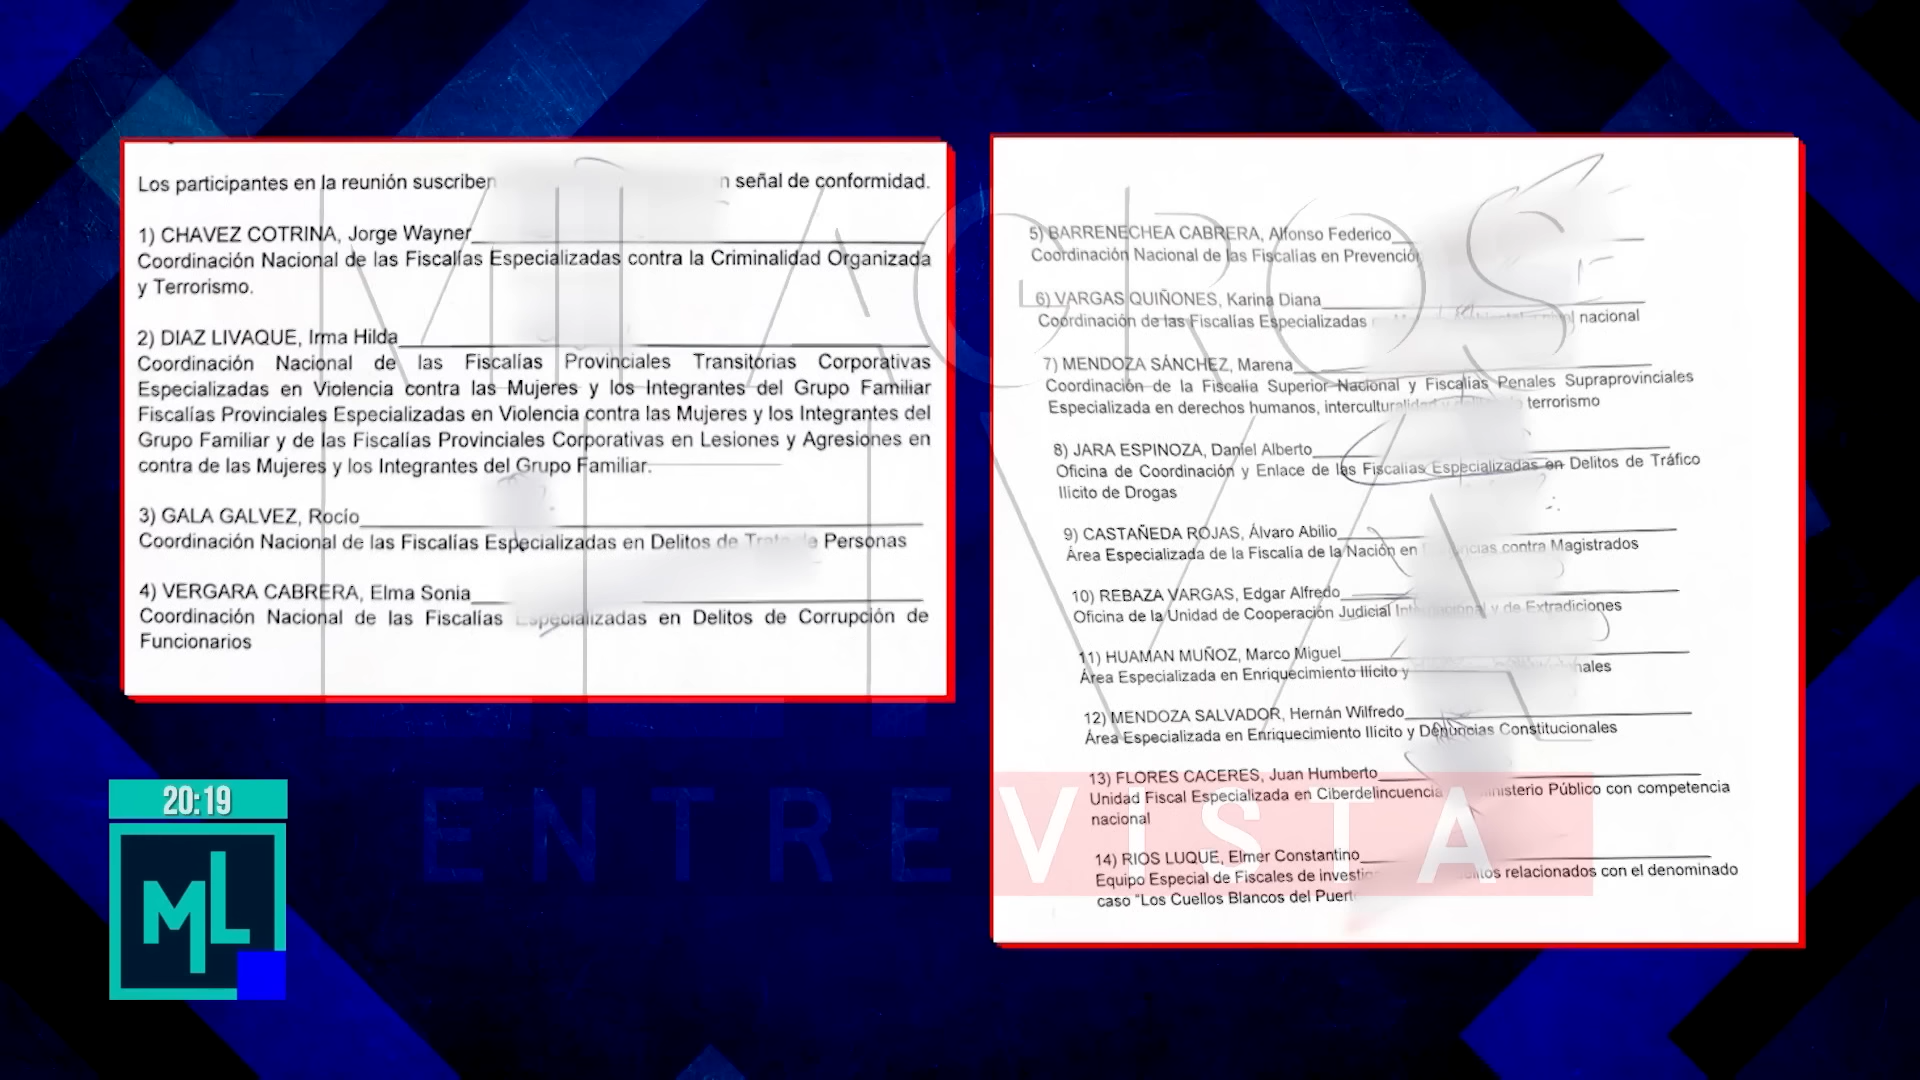 Los participantes en la reunión suscriben señal de conformidad.
1) CHAVEZ COTRINA, Jorge Wayner
Coordinación Nacional de las Fiscalías Especializadas contra la Criminalidad Organizada
y Terrorismo.
2) DIAZ LIVAQUE, Irma Hilda
Coordinación Nacional de las Fiscalías Provinciales Transitorias Corporativas
Especializadas en Violencia contra las Mujeres y los Integrantes del Grupo Familiar
Fiscalías Provinciales Especializadas en Violencia contra las Mujeres y los Integrantes del
Grupo Familiar y de las Fiscalías Provinciales Corporativas en Lesiones y Agresiones en
contra de las Mujeres y los Integrantes del Grupo Familiar.
3) GALA GALVEZ, Rocío
Coordinación Nacional de las Fiscalías Especializadas en Delitos de Trata de Personas
4) VERGARA CABRERA, Elma Sonia
Coordinación Nacional de las Fiscalías Especializadas en Delitos de Corrupción de
Funcionarios
5) BARRENECHEA CABRERA, Alfonso Federico
Coordinación Nacional de las Fiscalías en Prevención
6) VARGAS QUIÑONES, Karina Diana
Coordinación de las Fiscalías Especializadas nacional
7) MENDOZA SÁNCHEZ, Marena
Coordinación de la Fiscalía Superior Nacional y Fiscalías Penales Supraprovinciales
Especializada en derechos humanos, interculturalidad y terrorismo
8) JARA ESPINOZA, Daniel Alberto
Oficina de Coordinación y Enlace de las Fiscalías Especializadas en Delitos de Tráfico
Ilícito de Drogas
9) CASTAÑEDA ROJAS, Álvaro Abilio
Área Especializada de la Fiscalía de la Nación en contra Magistrados
10) REBAZA VARGAS, Edgar Alfredo
Oficina de la Unidad de Cooperación Judicial Internacional y de Extradiciones
11) HUAMAN MUÑOZ, Marco Miguel
Área Especializada en Enriquecimiento Ilícito y
12) MENDOZA SALVADOR, Hernán Wilfredo
Área Especializada en Enriquecimiento Ilícito y Denuncias Constitucionales
13) FLORES CACERES, Juan Humberto
Unidad Fiscal Especializada en Ciberdelincuencia Público con competencia
nacional
14) RIOS LUQUE, Elmer Constantino
Equipo Especial de Fiscales de relacionados con el denominado
caso "Los Cuellos Blancos del
MILAGROS
LEIVA
ENTREVISTA
20:19
ML